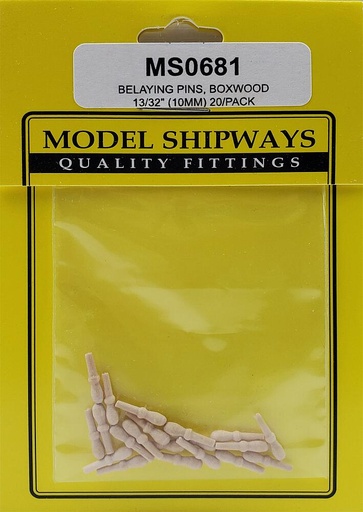 MS0681
BELAYING PINS, BOXWOOD
13/32" (10MM) 20/PACK
MODEL SHIPWAYS
QUALITY FITTINGS